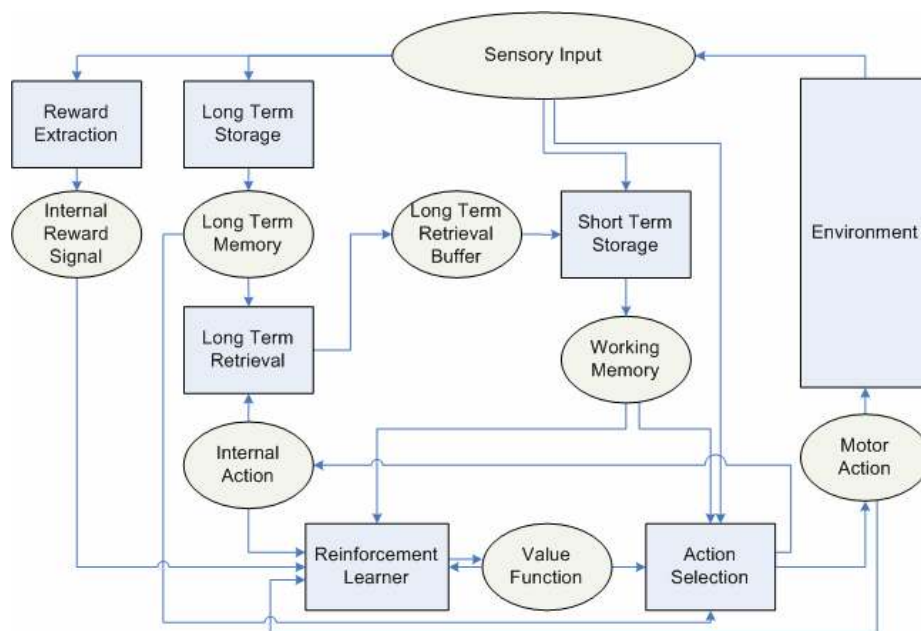 Sensory Input
Reward
Extraction
Long Term
Storage
Internal
Reward
Signal
Long Term
Memory
Long Term
Retrieval
Buffer
Short Term
Storage
Environment
Long Term
Retrieval
Working
Memory
Internal
Action
Motor
Action
Reinforcement
Learner
Value
Function
Action
Selection